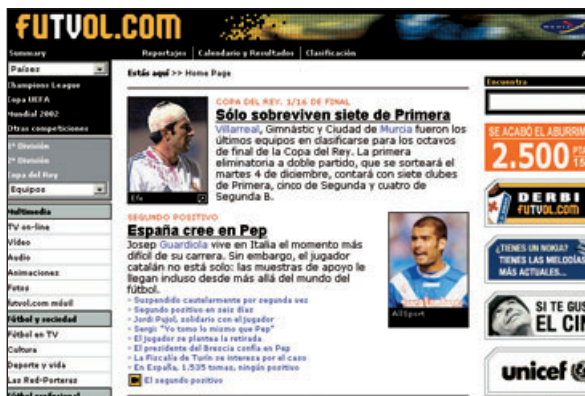 FUTVOL.COM
Summary
Reportajes
Calendario y Resultados
Clasificación
Países
Champions League
Copa UEFA
Mundial 2002
Otras competiciones
1ª División
2ª División
Copa del Rey
Equipos
Multimedia
TV on-line
Vídeo
Audio
Animaciones
Fotos
futvol.com móvil
Fútbol y sociedad
Fútbol en TV
Cultura
Deporte y vida
Las Red-Porteras
Fútbol profesional
Estás aquí >> Home Page
COPA DEL REY. 1/16 DE FINAL
Sólo sobreviven siete de Primera
Villarreal, Gimnàstic y Ciudad de Murcia fueron los
últimos equipos en clasificarse para los octavos
de final de la Copa del Rey. La primera
eliminatoria a doble partido, que se sorteará el
martes 4 de diciembre, contará con siete clubes
de Primera, cinco de Segunda y cuatro de
Segunda B.
Efe
SEGUNDO POSITIVO
España cree en Pep
Josep Guardiola vive en Italia el momento más
difícil de su carrera. Sin embargo, el jugador
catalán no está solo: las muestras de apoyo le
llegan incluso desde más allá del mundo del
fútbol.
- Suspendido cautelarmente por segunda vez
- Segundo positivo en seis días
- Jordi Pujol, solidario con el jugador
- Sergi: "Yo tomo lo mismo que Pep"
- El jugador se plantea la retirada
- El presidente del Brescia confía en Pep
- La Fiscalía de Turín se interesa por el caso
- En España, 1.535 tomas, ningún positivo
El segundo positivo
AllSport
Encuentra
SE ACABÓ EL ABURRIM
2.500 PTA
15
DERBI
FUTVOL.COM
¿TIENES UN NOKIA?
TIENES LAS MELODÍAS
MÁS ACTUALES...
SI TE GUS
EL CIN
unicef